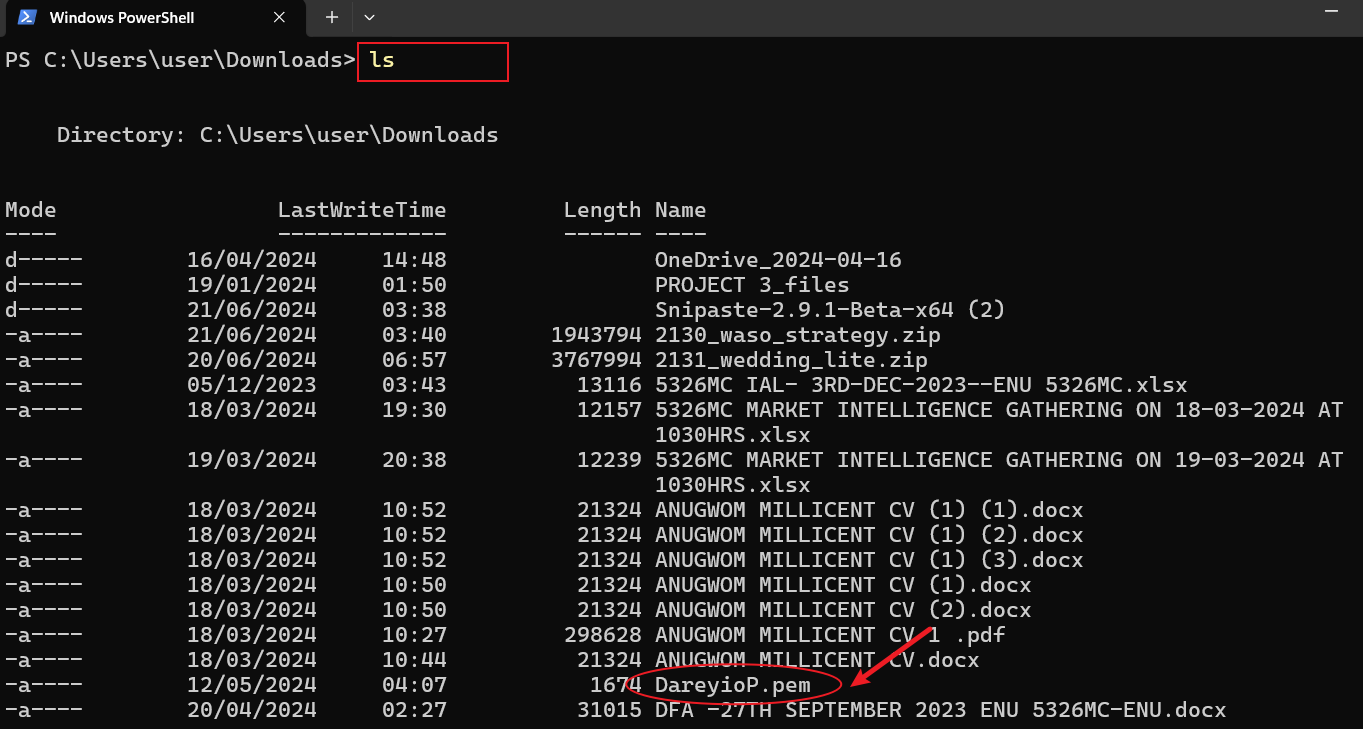 Windows PowerShell
PS C:\Users\user\Downloads> ls
Directory: C:\Users\user\Downloads
Mode LastWriteTime Length Name
---- ------------- ------ ----
d----- 16/04/2024 14:48 OneDrive_2024-04-16
d----- 19/01/2024 01:50 PROJECT 3_files
d----- 21/06/2024 03:38 Snipaste-2.9.1-Beta-x64 (2)
-a---- 21/06/2024 03:40 1943794 2130_waso_strategy.zip
-a---- 20/06/2024 06:57 3767994 2131_wedding_lite.zip
-a---- 05/12/2023 03:43 13116 5326MC IAL- 3RD-DEC-2023--ENU 5326MC.xlsx
-a---- 18/03/2024 19:30 12157 5326MC MARKET INTELLIGENCE GATHERING ON 18-03-2024 AT
1030HRS.xlsx
-a---- 19/03/2024 20:38 12239 5326MC MARKET INTELLIGENCE GATHERING ON 19-03-2024 AT
1030HRS.xlsx
-a---- 18/03/2024 10:52 21324 ANUGWOM MILLICENT CV (1) (1).docx
-a---- 18/03/2024 10:52 21324 ANUGWOM MILLICENT CV (1) (2).docx
-a---- 18/03/2024 10:52 21324 ANUGWOM MILLICENT CV (1) (3).docx
-a---- 18/03/2024 10:50 21324 ANUGWOM MILLICENT CV (1).docx
-a---- 18/03/2024 10:50 21324 ANUGWOM MILLICENT CV (2).docx
-a---- 18/03/2024 10:27 298628 ANUGWOM MILLICENT CV 1 .pdf
-a---- 18/03/2024 10:44 21324 ANUGWOM MILLICENT CV.docx
-a---- 12/05/2024 04:07 1674 DareyioP.pem
-a---- 20/04/2024 02:27 31015 DFA -27TH SEPTEMBER 2023 ENU 5326MC-ENU.docx